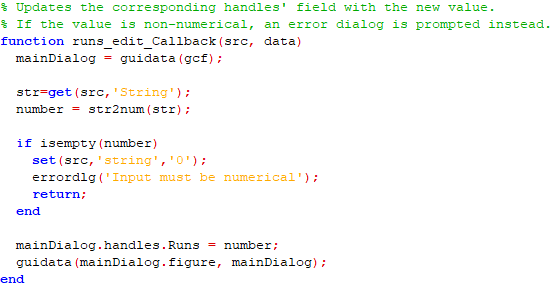 % Updates the corresponding handles' field with the new value.
% If the value is non-numerical, an error dialog is prompted instead.
function runs_edit_Callback(src, data)
  mainDialog = guidata(gcf);

  str=get(src,'String');
  number = str2num(str);

  if isempty(number)
    set(src,'string','0');
    errordlg('Input must be numerical');
    return;
  end

  mainDialog.handles.Runs = number;
  guidata(mainDialog.figure, mainDialog);
end